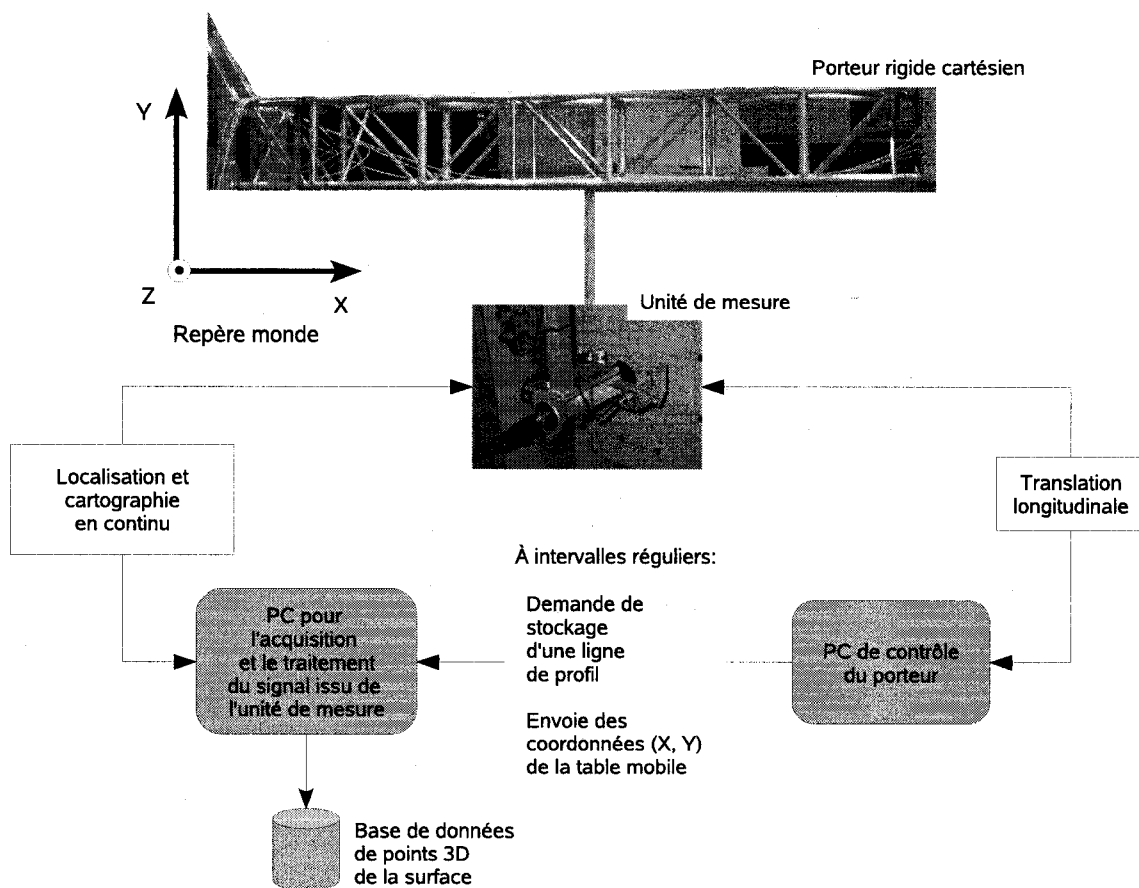 Porteur rigide cartésien
Y
Z
X
Repère monde
Unité de mesure
Localisation et
cartographie
en continu
Translation
longitudinale
À intervalles réguliers:
Demande de
stockage
d'une ligne
de profil
Envoie des
coordonnées (X, Y)
de la table mobile
PC pour
l'acquisition
et le traitement
du signal issu de
l'unité de mesure
PC de contrôle
du porteur
Base de données
de points 3D
de la surface